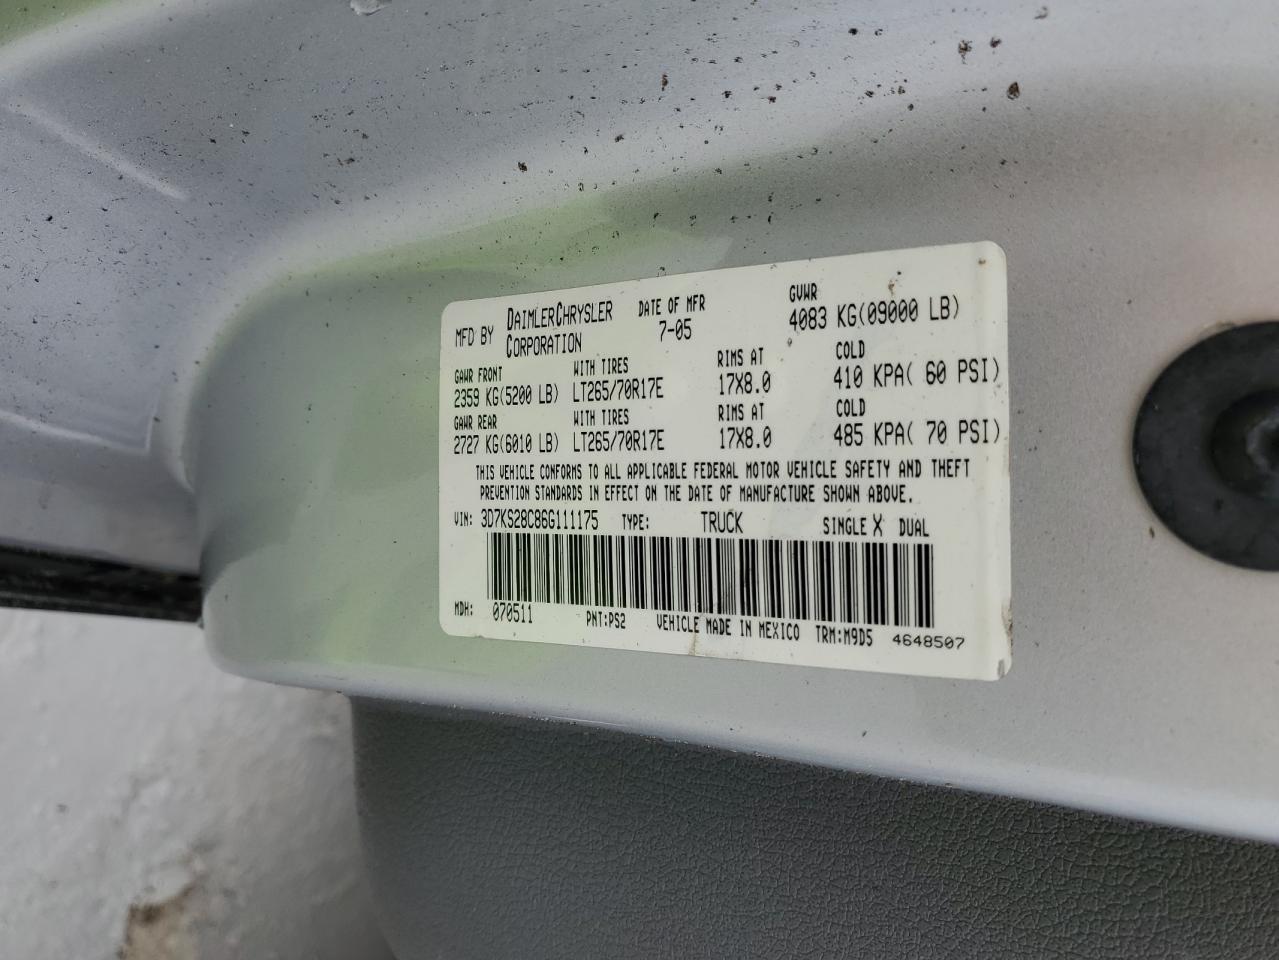 MFD BY DAIMLERCHRYSLER CORPORATION DATE OF MFR 7-05 GVWR 4083 KG(09000 LB)
GAWR FRONT WITH TIRES RIMS AT COLD
2359 KG(5200 LB) LT265/70R17E 17X8.0 410 KPA( 60 PSI)
GAWR REAR WITH TIRES RIMS AT COLD
2727 KG(6010 LB) LT265/70R17E 17X8.0 485 KPA( 70 PSI)
THIS VEHICLE CONFORMS TO ALL APPLICABLE FEDERAL MOTOR VEHICLE SAFETY AND THEFT
PREVENTION STANDARDS IN EFFECT ON THE DATE OF MANUFACTURE SHOWN ABOVE.
VIN: 3D7KS28C86G111175 TYPE: TRUCK SINGLE X DUAL
MDH: 070511 PNT:PS2 VEHICLE MADE IN MEXICO TRM:M9D5 4648507